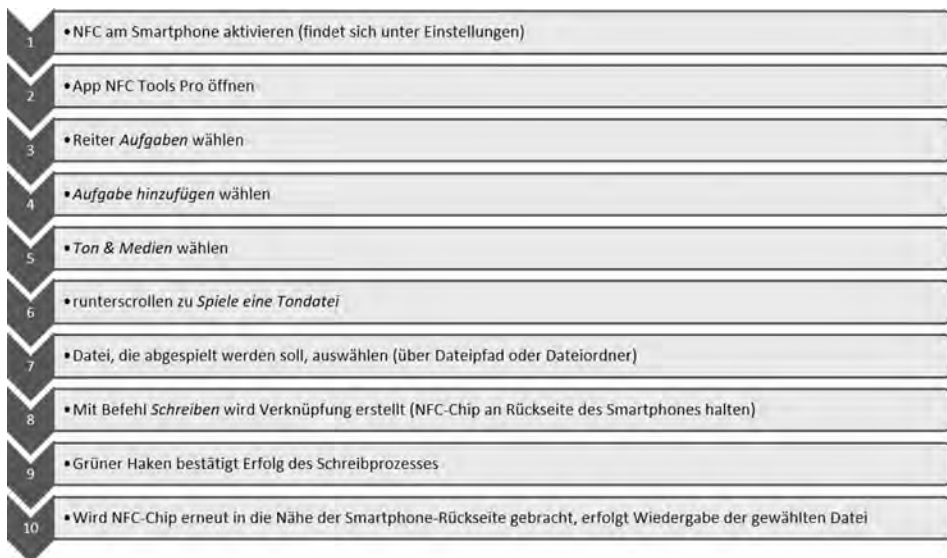 1
• NFC am Smartphone aktivieren (findet sich unter Einstellungen)
2
• App NFC Tools Pro öffnen
3
• Reiter Aufgaben wählen
4
• Aufgabe hinzufügen wählen
5
• Ton & Medien wählen
6
• runterscrollen zu Spiele eine Tondatei
7
• Datei, die abgespielt werden soll, auswählen (über Dateipfad oder Dateiordner)
8
• Mit Befehl Schreiben wird Verknüpfung erstellt (NFC-Chip an Rückseite des Smartphones halten)
9
• Grüner Haken bestätigt Erfolg des Schreibprozesses
10
• Wird NFC-Chip erneut in die Nähe der Smartphone-Rückseite gebracht, erfolgt Wiedergabe der gewählten Datei